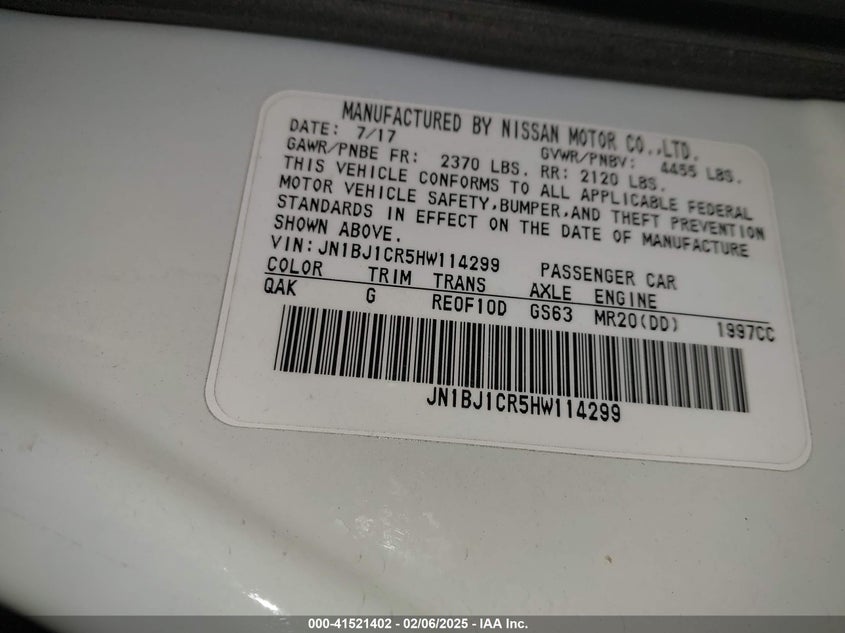 MANUFACTURED BY NISSAN MOTOR CO.,LTD.
DATE: 7/17 GVWR/PNBV: 4455 LBS.
GAWR/PNBE FR: 2370 LBS. RR: 2120 LBS.
THIS VEHICLE CONFORMS TO ALL APPLICABLE FEDERAL
MOTOR VEHICLE SAFETY,BUMPER,AND THEFT PREVENTION
STANDARDS IN EFFECT ON THE DATE OF MANUFACTURE
SHOWN ABOVE.
VIN:JN1BJ1CR5HW114299 PASSENGER CAR
COLOR TRIM TRANS AXLE ENGINE
QAK G RE0F10D GS63 MR20(DD) 1997CC
JN1BJ1CR5HW114299
000-41521402 - 02/06/2025 - IAA Inc.